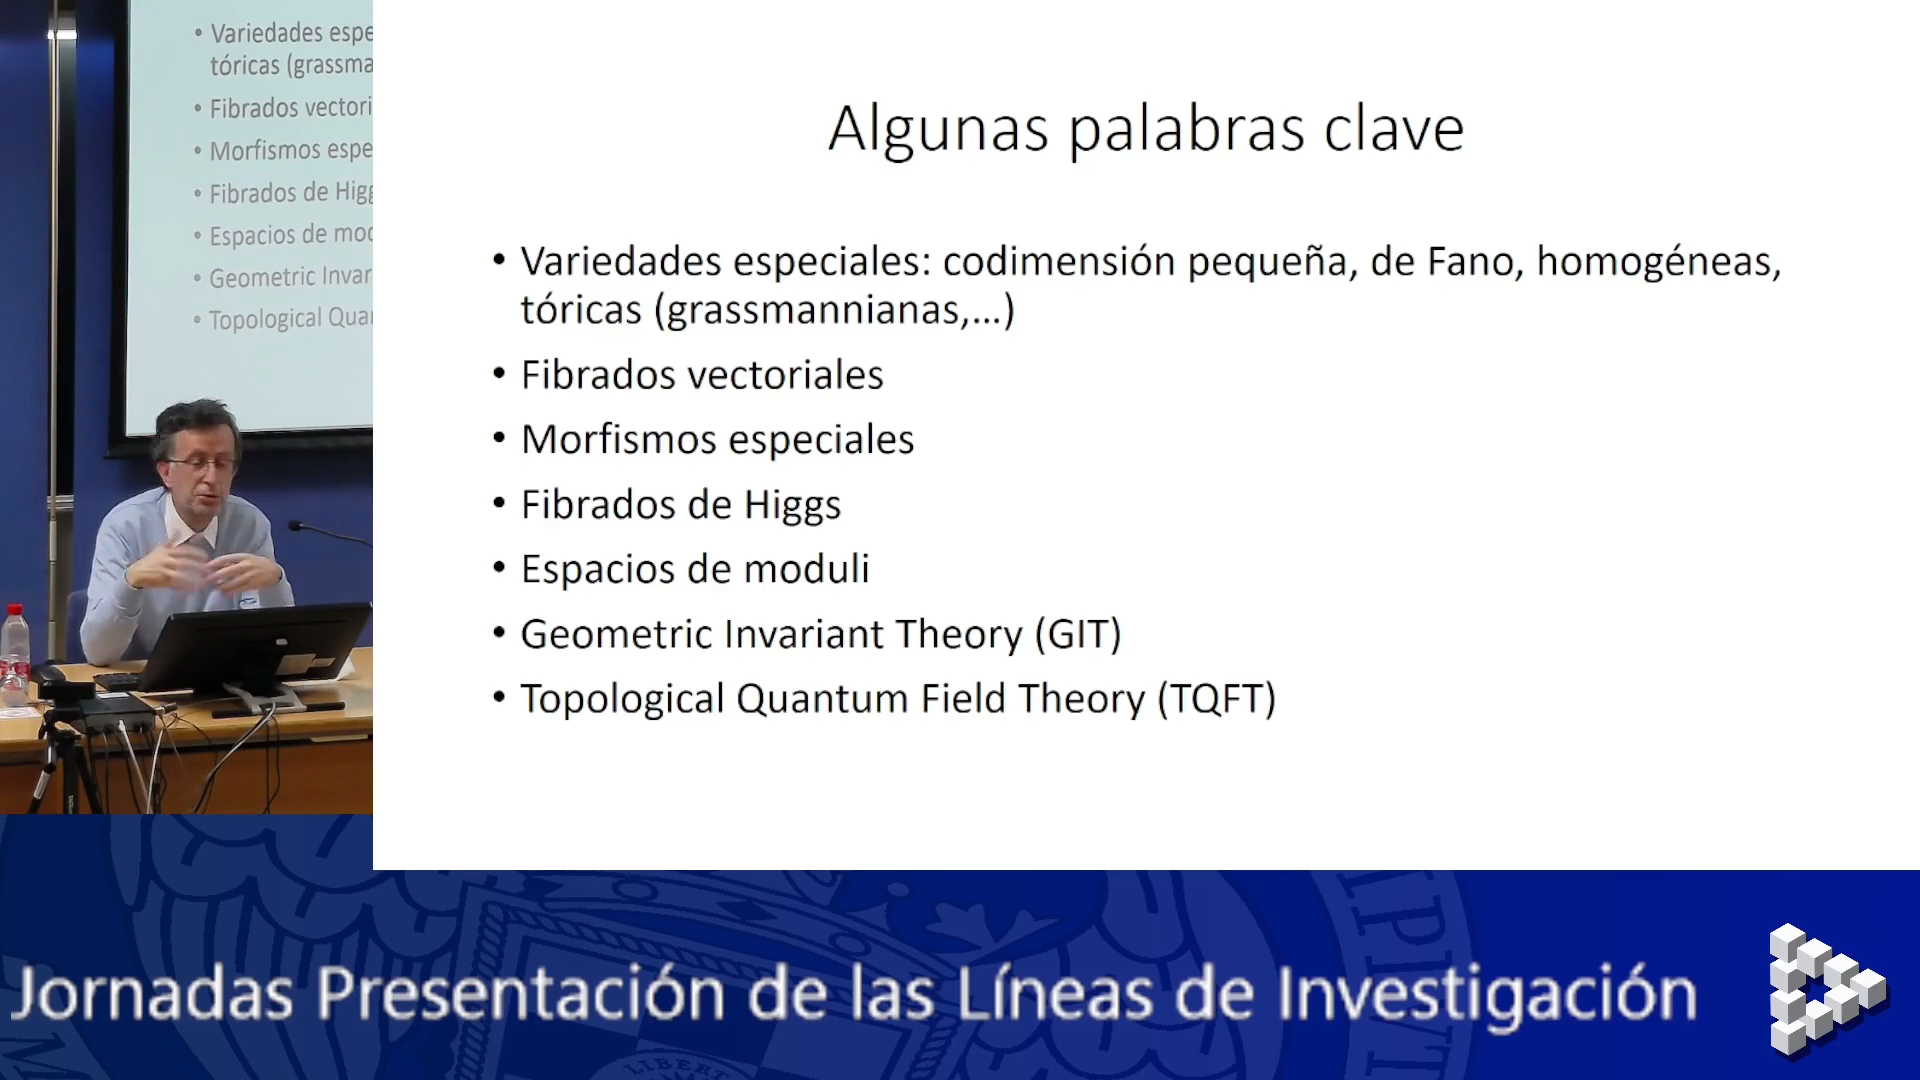 • Variedades espe
tóricas (grassma
• Fibrados vectori
• Morfismos espe
• Fibrados de Higg
• Espacios de mod
• Geometric Invar
• Topological Qua
Algunas palabras clave
• Variedades especiales: codimensión pequeña, de Fano, homogéneas,
tóricas (grassmannianas,...)
• Fibrados vectoriales
• Morfismos especiales
• Fibrados de Higgs
• Espacios de moduli
• Geometric Invariant Theory (GIT)
• Topological Quantum Field Theory (TQFT)
Jornadas Presentación de las Líneas de Investigación
LIBERT